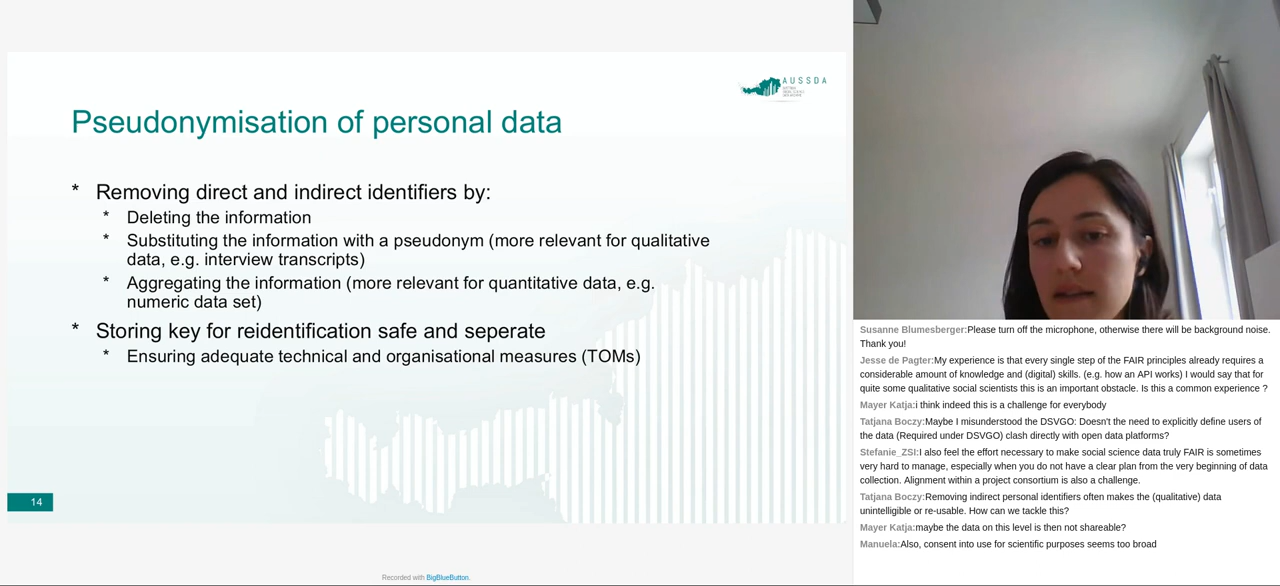 AUSSDA
Pseudonymisation of personal data
* Removing direct and indirect identifiers by:
* Deleting the information
* Substituting the information with a pseudonym (more relevant for qualitative
data, e.g. interview transcripts)
* Aggregating the information (more relevant for quantitative data, e.g.
numeric data set)
* Storing key for reidentification safe and seperate
* Ensuring adequate technical and organisational measures (TOMs)
14
Recorded with BigBlueButton.
Susanne Blumesberger:Please turn off the microphone, otherwise there will be background noise.
Thank you!
Jesse de Pagter:My experience is that every single step of the FAIR principles already requires a
considerable amount of knowledge and (digital) skills. (e.g. how an API works) I would say that for
quite some qualitative social scientists this is an important obstacle. Is this a common experience ?
Mayer Katja:i think indeed this is a challenge for everybody
Tatjana Boczy:Maybe I misunderstood the DSVGO: Doesn't the need to explicitly define users of
the data (Required under DSVGO) clash directly with open data platforms?
Stefanie_ZSI:I also feel the effort necessary to make social science data truly FAIR is sometimes
very hard to manage, especially when you do not have a clear plan from the very beginning of data
collection. Alignment within a project consortium is also a challenge.
Tatjana Boczy:Removing indirect personal identifiers often makes the (qualitative) data
unintelligible or re-usable. How can we tackle this?
Mayer Katja:maybe the data on this level is then not shareable?
Manuela:Also, consent into use for scientific purposes seems too broad